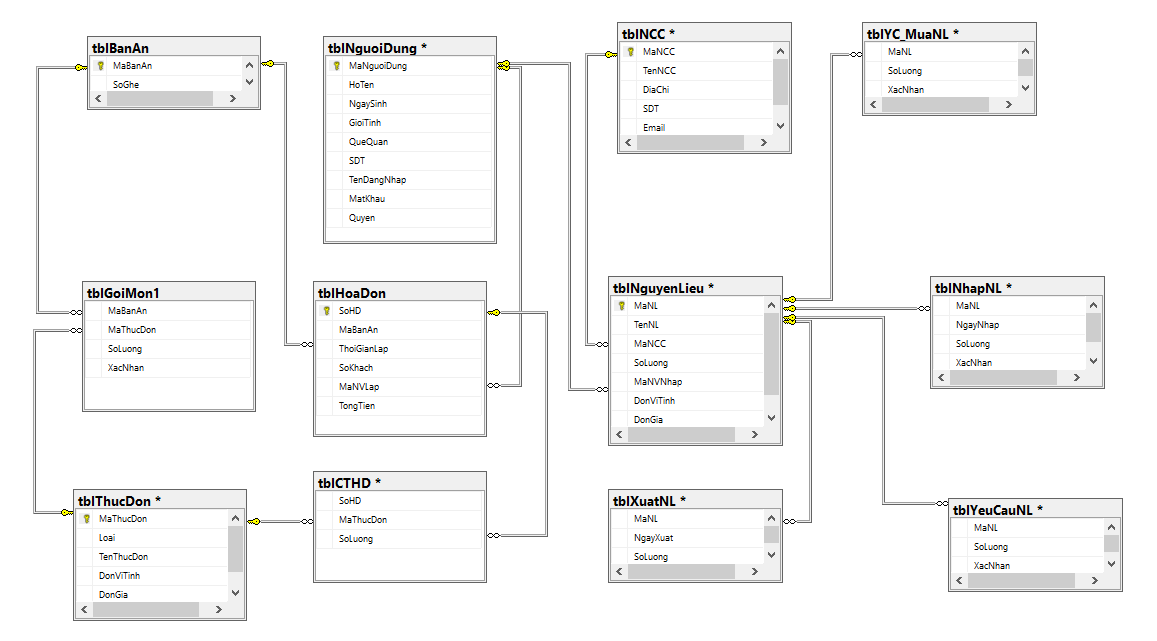 tblBanAn
MaBanAn
SoGhe
tblNguoiDung *
MaNguoiDung
HoTen
NgaySinh
GioiTinh
QueQuan
SDT
TenDangNhap
MatKhau
Quyen
tblNCC *
MaNCC
TenNCC
DiaChi
SDT
Email
tblYC_MuaNL *
MaNL
SoLuong
XacNhan
tblGoiMon1
MaBanAn
MaThucDon
SoLuong
XacNhan
tblHoaDon
SoHD
MaBanAn
ThoiGianLap
SoKhach
MaNVLap
TongTien
tblNguyenLieu *
MaNL
TenNL
MaNCC
SoLuong
MaNVNhap
DonViTinh
DonGia
tblNhapNL *
MaNL
NgayNhap
SoLuong
XacNhan
tblThucDon *
MaThucDon
Loai
TenThucDon
DonViTinh
DonGia
tblCTHD *
SoHD
MaThucDon
SoLuong
tblXuatNL *
MaNL
NgayXuat
SoLuong
tblYeuCauNL *
MaNL
SoLuong
XacNhan